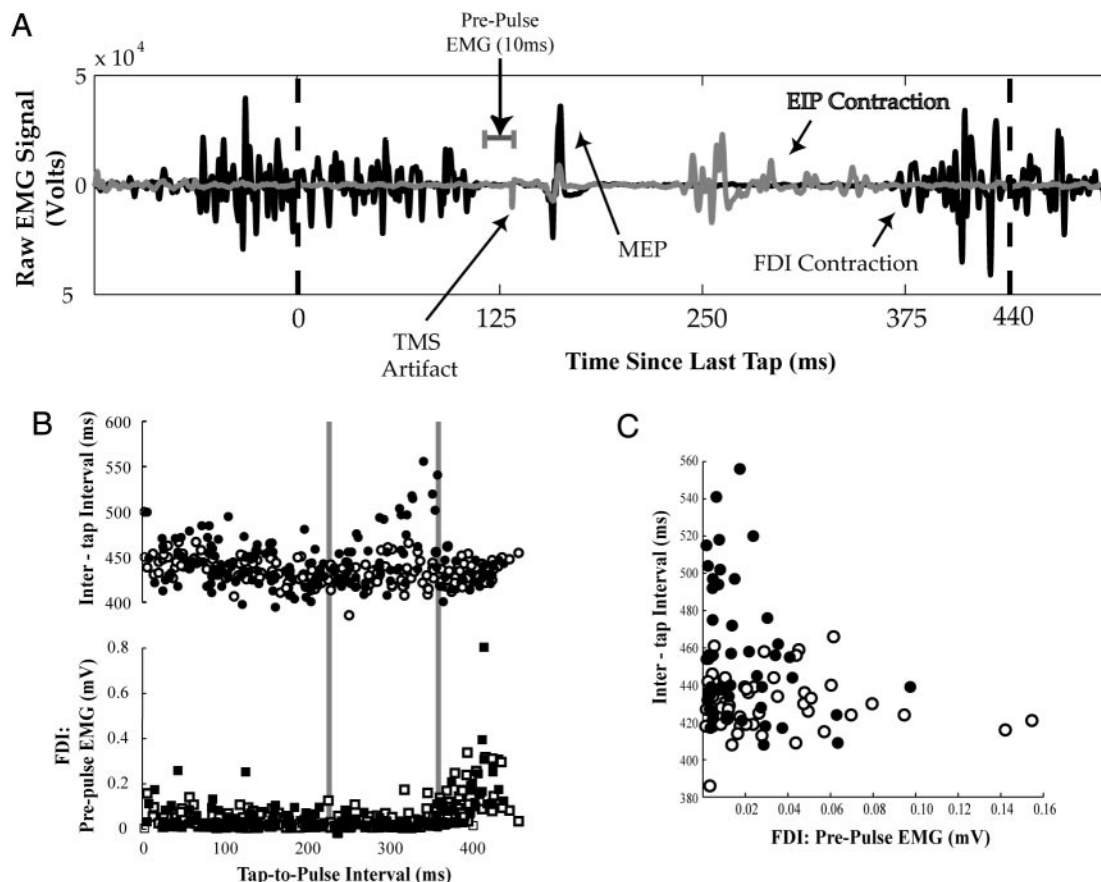 A
Pre-Pulse
EMG (10ms)
x 10⁴
5
0
5
Raw EMG Signal
(Volts)
EIP Contraction
MEP
FDI Contraction
TMS
Artifact
0
125
250
375
440
Time Since Last Tap (ms)
B
600
550
500
450
400
Inter - tap Interval (ms)
0.8
0.6
0.4
0.2
0
FDI:
Pre-pulse EMG (mV)
0
100
200
300
400
Tap-to-Pulse Interval (ms)
C
560
540
520
500
480
460
440
420
400
380
Inter - tap Interval (ms)
0.02
0.04
0.06
0.08
0.10
0.12
0.14
0.16
FDI: Pre-Pulse EMG (mV)